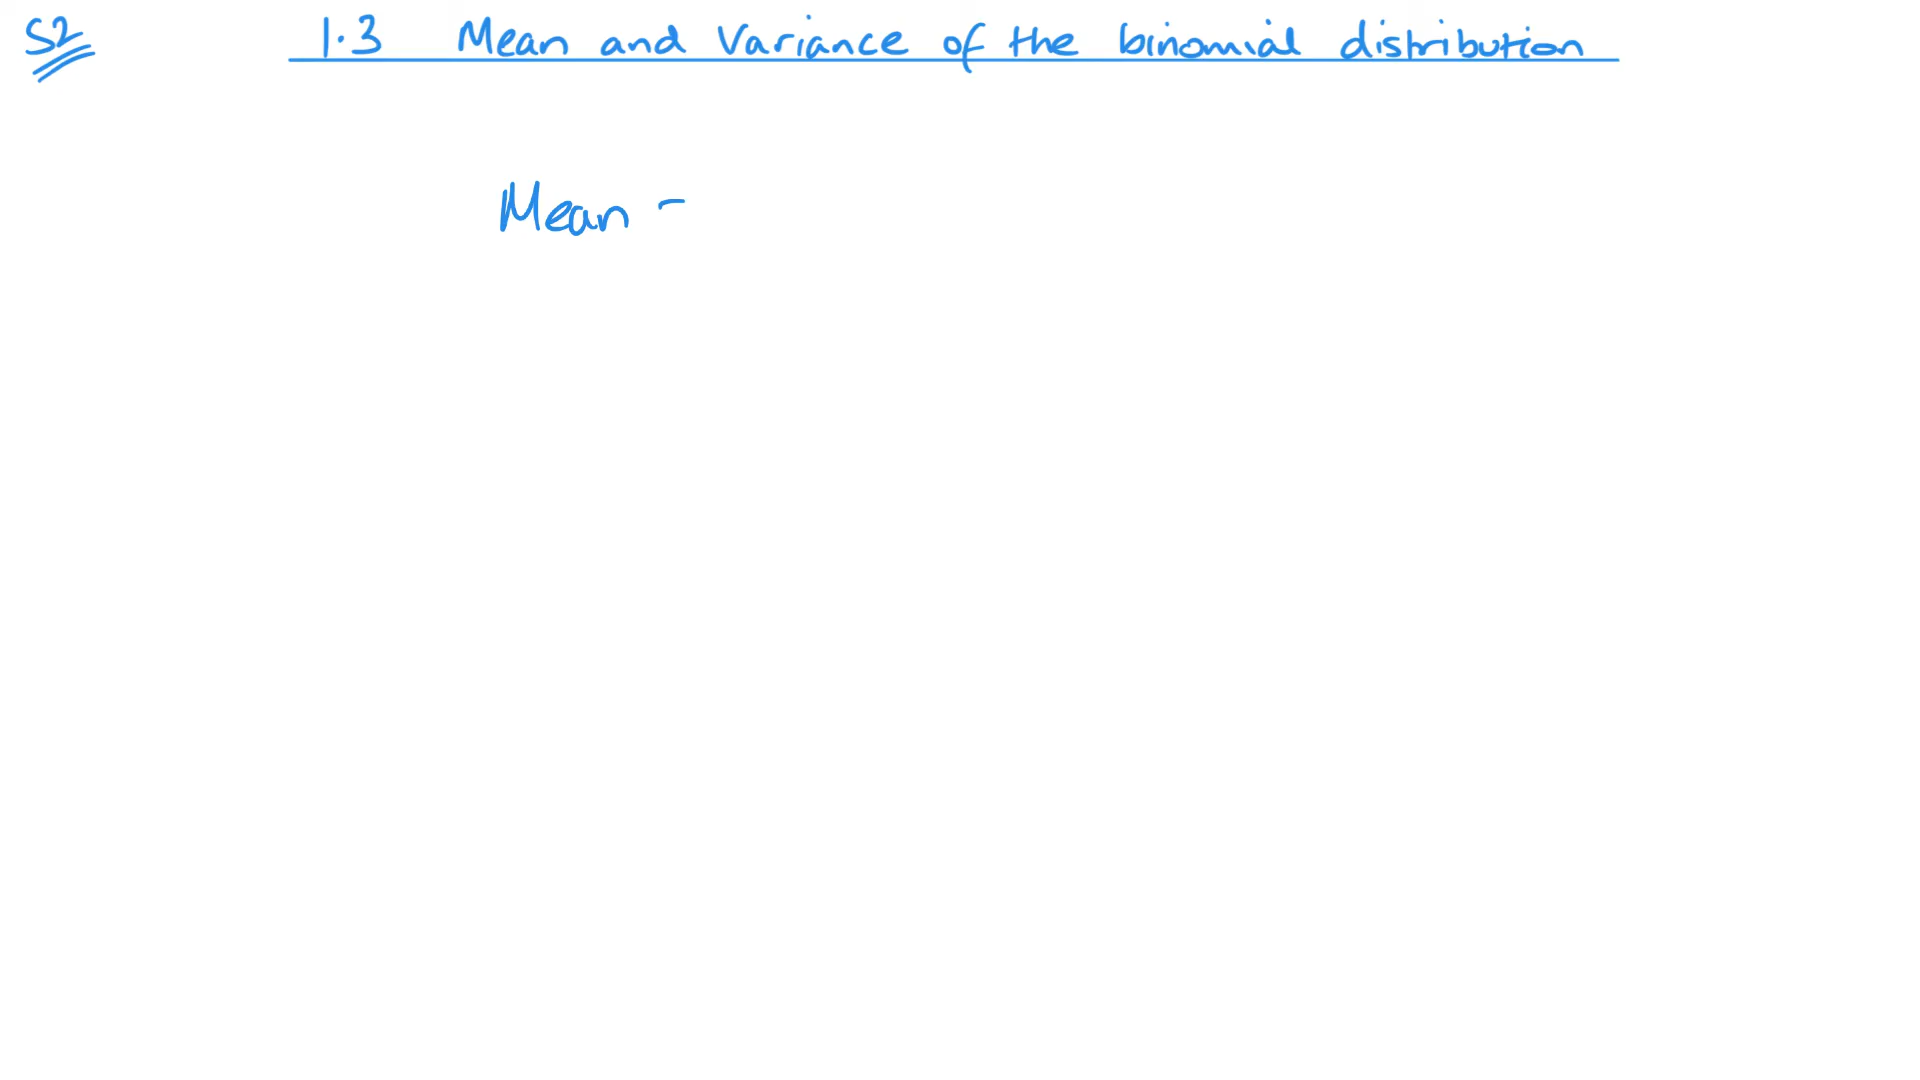 S2
1.3 Mean and Variance of the binomial distribution
Mean -